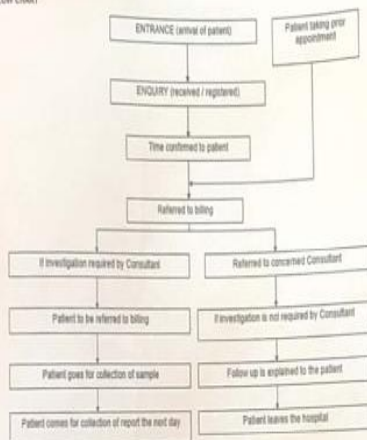 ENTRANCE (arrival of patient)
Patient taking prior
appointment
ENQUIRY (received / registered)
Time confirmed to patient
Referred to billing
If investigation required by Consultant
Referred to concerned Consultant
Patient to be referred to billing
If investigation is not required by Consultant
Patient goes for collection of sample
Follow up is explained to the patient
Patient comes for collection of report the next day
Patient leaves the hospital